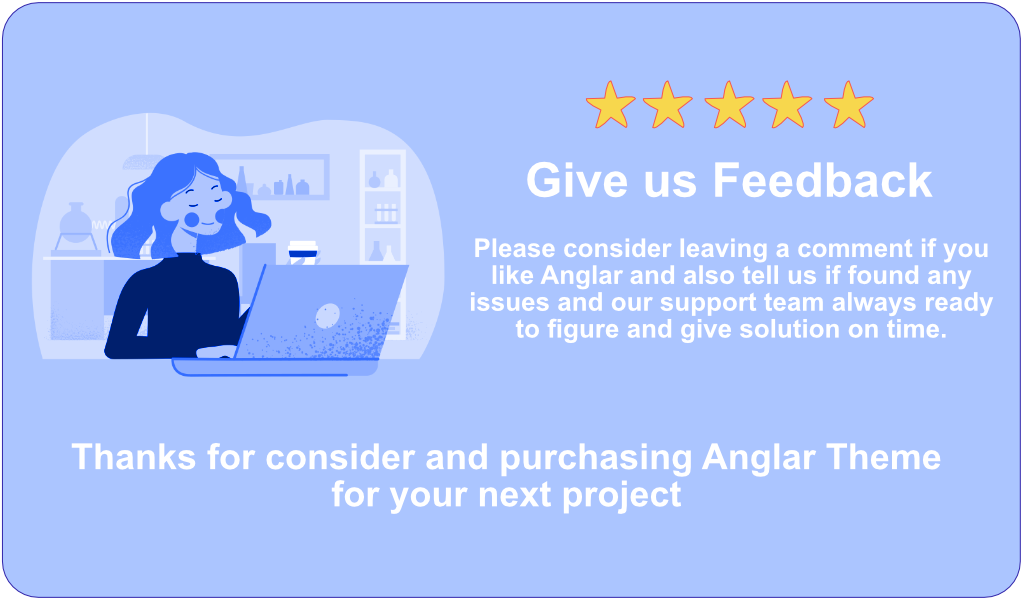 Give us Feedback
Please consider leaving a comment if you
like Anglar and also tell us if found any
issues and our support team always ready
to figure and give solution on time.
Thanks for consider and purchasing Anglar Theme
for your next project